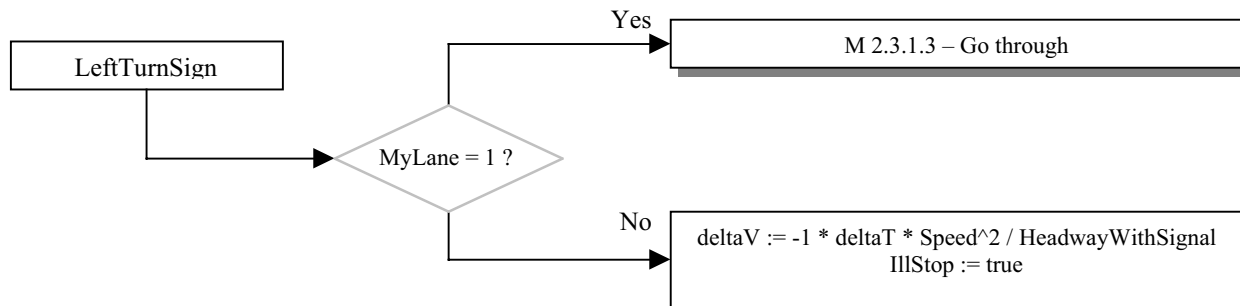 Yes
M 2.3.1.3 – Go through
LeftTurnSign
MyLane = 1 ?
No
deltaV := -1 * deltaT * Speed^2 / HeadwayWithSignal
IllStop := true